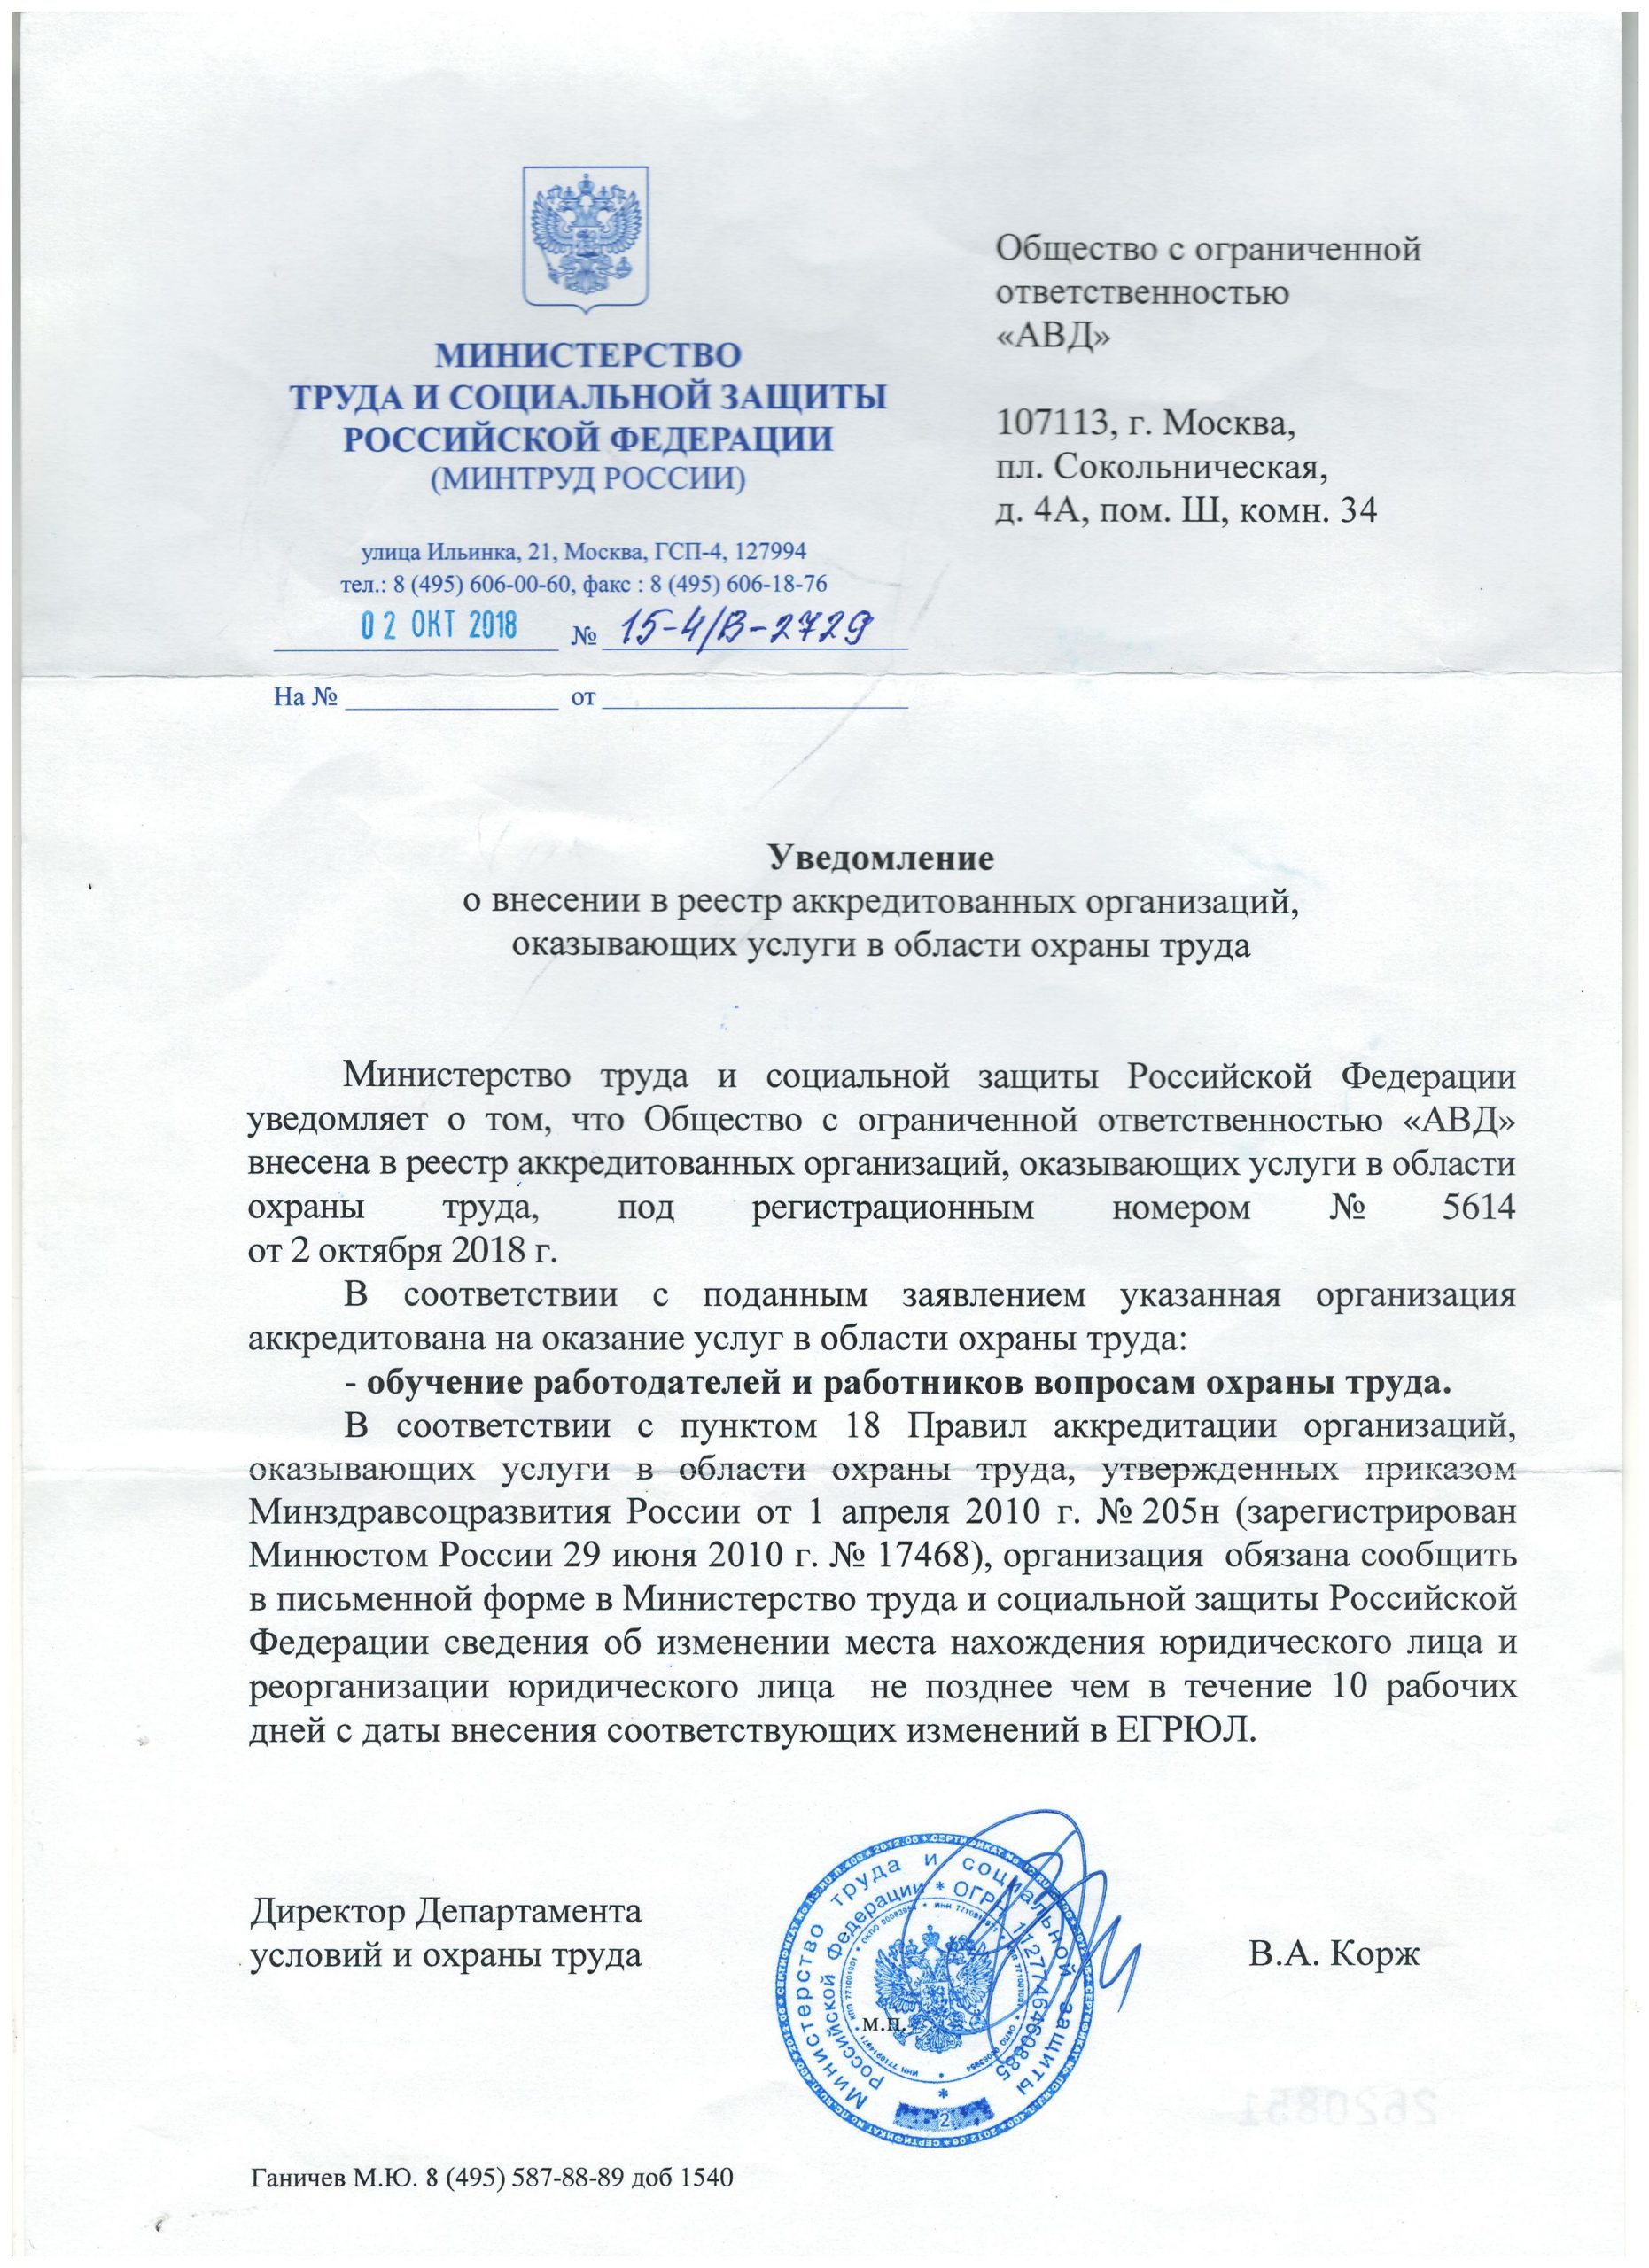 МИНИСТЕРСТВО
ТРУДА И СОЦИАЛЬНОЙ ЗАЩИТЫ
РОССИЙСКОЙ ФЕДЕРАЦИИ
(МИНТРУД РОССИИ)
улица Ильинка, 21, Москва, ГСП-4, 127994
тел.: 8 (495) 606-00-60, факс : 8 (495) 606-18-76
02 ОКТ 2018 № 15-4/В-2729
На № от
Общество с ограниченной
ответственностью
«АВД»
107113, г. Москва,
пл. Сокольническая,
д. 4А, пом. Ш, комн. 34
Уведомление
о внесении в реестр аккредитованных организаций,
оказывающих услуги в области охраны труда
Министерство труда и социальной защиты Российской Федерации
уведомляет о том, что Общество с ограниченной ответственностью «АВД»
внесена в реестр аккредитованных организаций, оказывающих услуги в области
охраны труда, под регистрационным номером № 5614
от 2 октября 2018 г.
В соответствии с поданным заявлением указанная организация
аккредитована на оказание услуг в области охраны труда:
- обучение работодателей и работников вопросам охраны труда.
В соответствии с пунктом 18 Правил аккредитации организаций,
оказывающих услуги в области охраны труда, утвержденных приказом
Минздравсоцразвития России от 1 апреля 2010 г. № 205н (зарегистрирован
Минюстом России 29 июня 2010 г. № 17468), организация обязана сообщить
в письменной форме в Министерство труда и социальной защиты Российской
Федерации сведения об изменении места нахождения юридического лица и
реорганизации юридического лица не позднее чем в течение 10 рабочих
дней с даты внесения соответствующих изменений в ЕГРЮЛ.
Директор Департамента
условий и охраны труда
В.А. Корж
Министерство труда и социальной защиты
Российской Федерации * ОГРН 1127746460885
м.п.
2
Ганичев М.Ю. 8 (495) 587-88-89 доб 1540